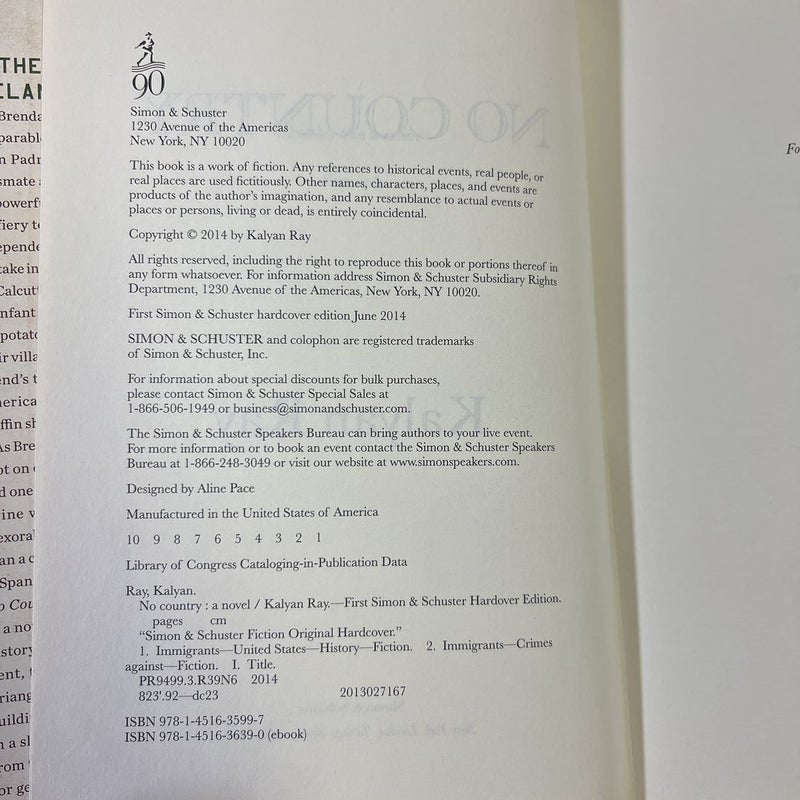 THE
Brenda
90
Simon & Schuster
1230 Avenue of the Americas
New York, NY 10020
This book is a work of fiction. Any references to historical events, real people, or
real places are used fictitiously. Other names, characters, places, and events are
products of the author's imagination, and any resemblance to actual events or
places or persons, living or dead, is entirely coincidental.
Copyright © 2014 by Kalyan Ray
All rights reserved, including the right to reproduce this book or portions thereof in
any form whatsoever. For information address Simon & Schuster Subsidiary Rights
Department, 1230 Avenue of the Americas, New York, NY 10020.
First Simon & Schuster hardcover edition June 2014
SIMON & SCHUSTER and colophon are registered trademarks
of Simon & Schuster, Inc.
For information about special discounts for bulk purchases,
please contact Simon & Schuster Special Sales at
1-866-506-1949 or business@simonandschuster.com.
The Simon & Schuster Speakers Bureau can bring authors to your live event.
For more information or to book an event contact the Simon & Schuster Speakers
Bureau at 1-866-248-3049 or visit our website at www.simonspeakers.com.
Designed by Aline Pace
Manufactured in the United States of America
10 9 8 7 6 5 4 3 2 1
Library of Congress Cataloging-in-Publication Data
Ray, Kalyan.
No country : a novel / Kalyan Ray.—First Simon & Schuster Hardover Edition.
pages cm
"Simon & Schuster Fiction Original Hardcover."
1. Immigrants—United States—History—Fiction. 2. Immigrants—Crimes
against—Fiction. I. Title.
PR9499.3.R39N6 2014
823'.92—dc23 2013027167
ISBN 978-1-4516-3599-7
ISBN 978-1-4516-3639-0 (ebook)